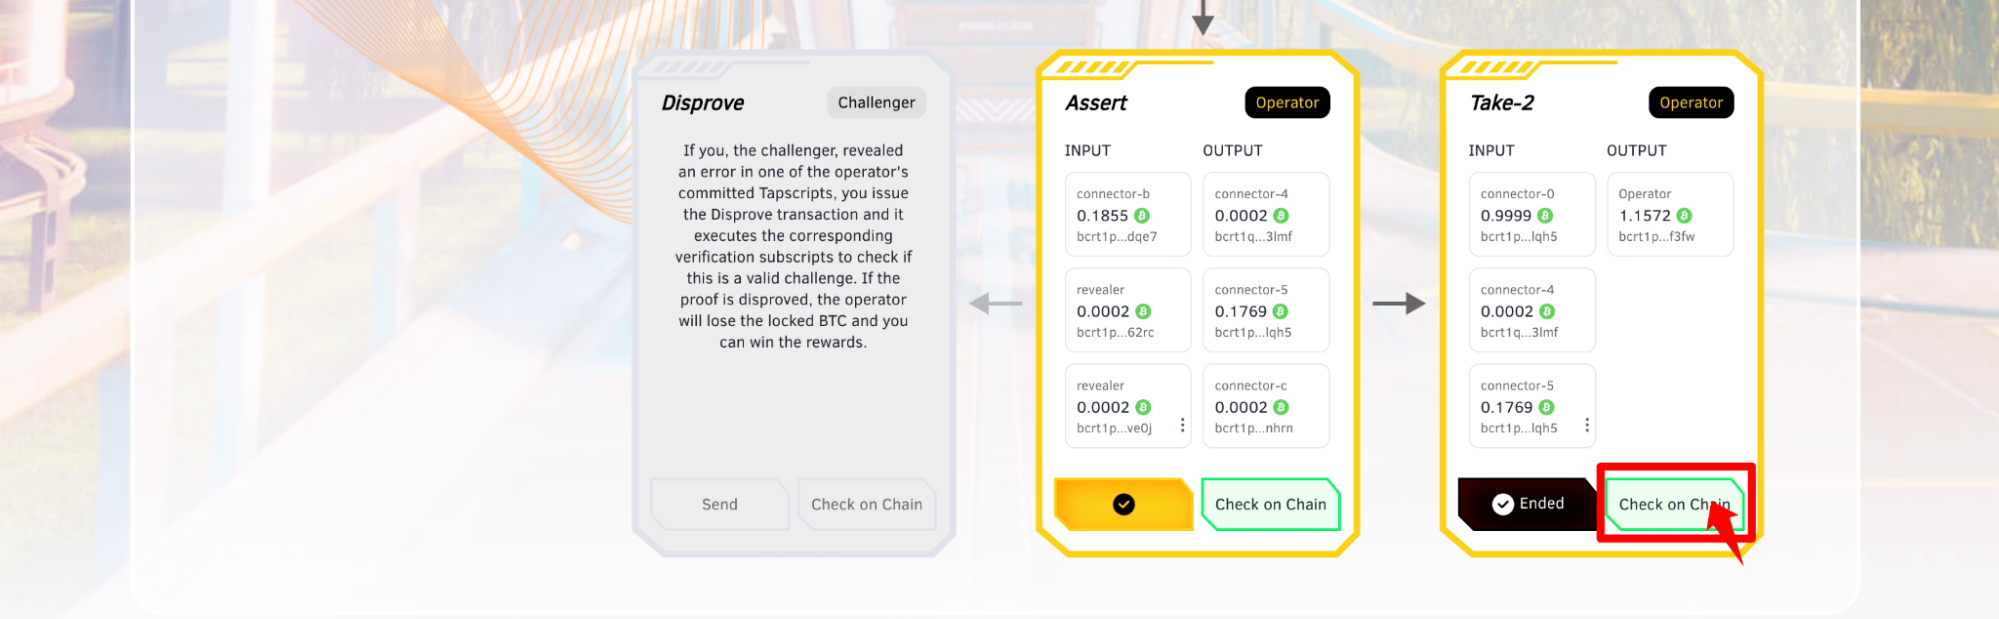 Disprove
Challenger
If you, the challenger, revealed
an error in one of the operator's
committed Tapscripts, you issue
the Disprove transaction and it
executes the corresponding
verification subscripts to check if
this is a valid challenge. If the
proof is disproved, the operator
will lose the locked BTC and you
can win the rewards.
Send
Check on Chain
Assert
Operator
INPUT
OUTPUT
connector-b
0.1855
bcrt1p...dqe7
connector-4
0.0002
bcrt1q...3lmf
revealer
0.0002
bcrt1p...62rc
connector-5
0.1769
bcrt1p...lqh5
revealer
0.0002
bcrt1p...ve0j
connector-c
0.0002
bcrt1p...nhrn
Check on Chain
Take-2
Operator
INPUT
OUTPUT
connector-0
0.9999
bcrt1p...lqh5
Operator
1.1572
bcrt1p...f3fw
connector-4
0.0002
bcrt1q...3lmf
connector-5
0.1769
bcrt1p...lqh5
Ended
Check on Chain